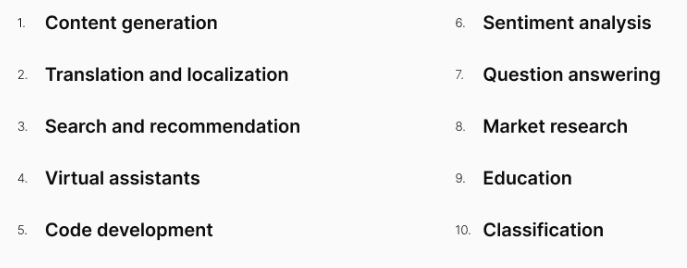 1. Content generation
2. Translation and localization
3. Search and recommendation
4. Virtual assistants
5. Code development
6. Sentiment analysis
7. Question answering
8. Market research
9. Education
10. Classification